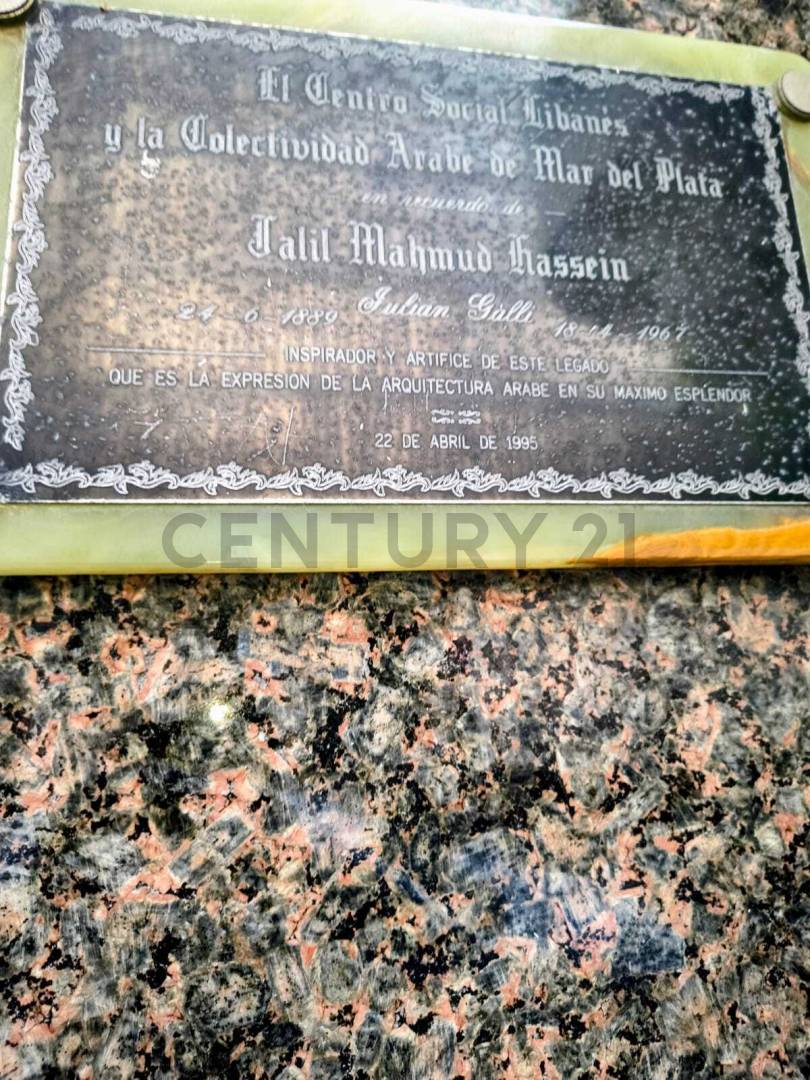 El Centro Social Libanés
y la Colectividad Arabe de Mar del Plata
en recuerdo de
Jalil Mahmud Hassein
24 - 6 - 1889 Julián Galli 18 - 14 - 1967
INSPIRADOR Y ARTIFICE DE ESTE LEGADO
QUE ES LA EXPRESION DE LA ARQUITECTURA ARABE EN SU MAXIMO ESPLENDOR
22 DE ABRIL DE 1995
CENTURY 21